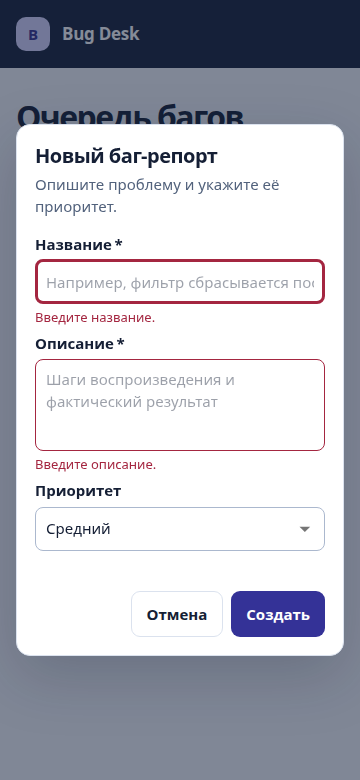 B
Bug Desk
Очередь багов
Новый баг-репорт
Опишите проблему и укажите её
приоритет.
Название *
Например, фильтр сбрасывается
Введите название.
Описание *
Шаги воспроизведения и
фактический результат
Введите описание.
Приоритет
Средний
Отмена
Создать